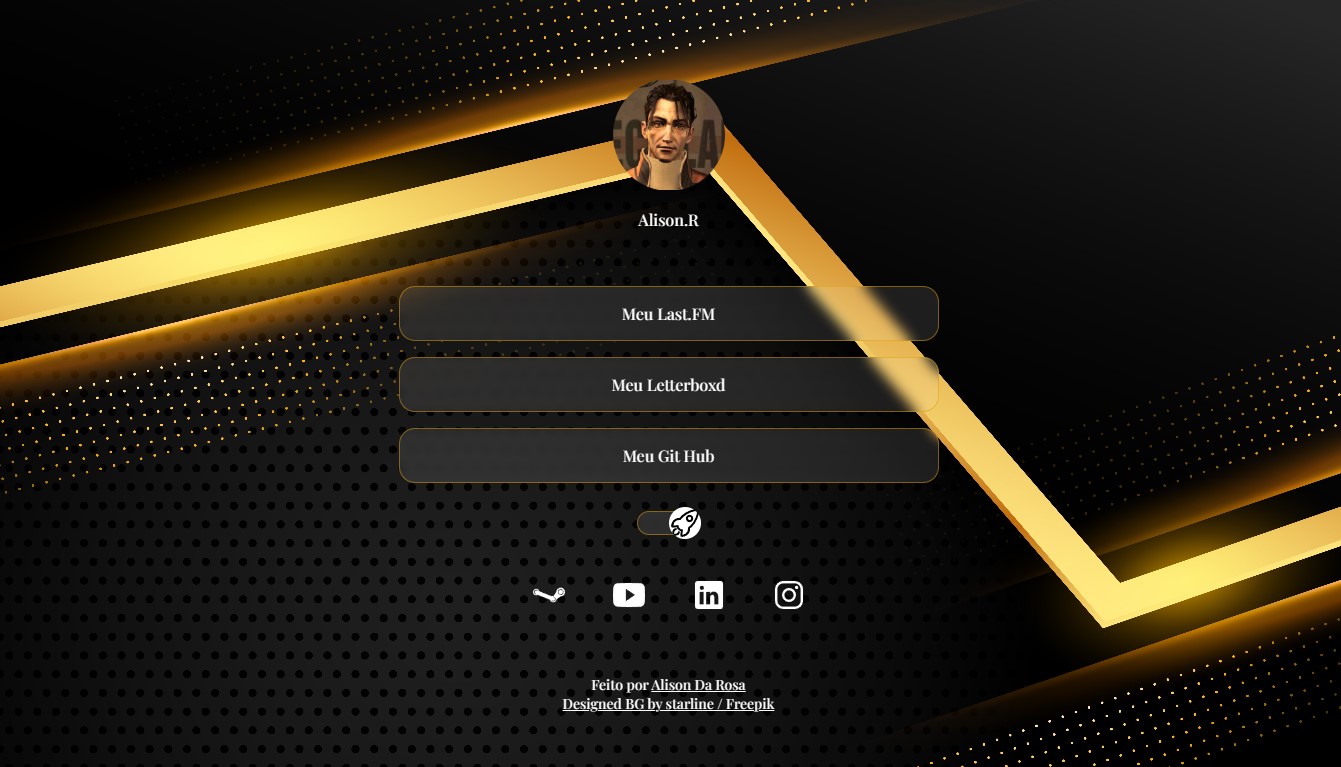 Alison.R
Meu Last.FM
Meu Letterboxd
Meu Git Hub
in
Feito por Alison Da Rosa
Designed BG by starline / Freepik